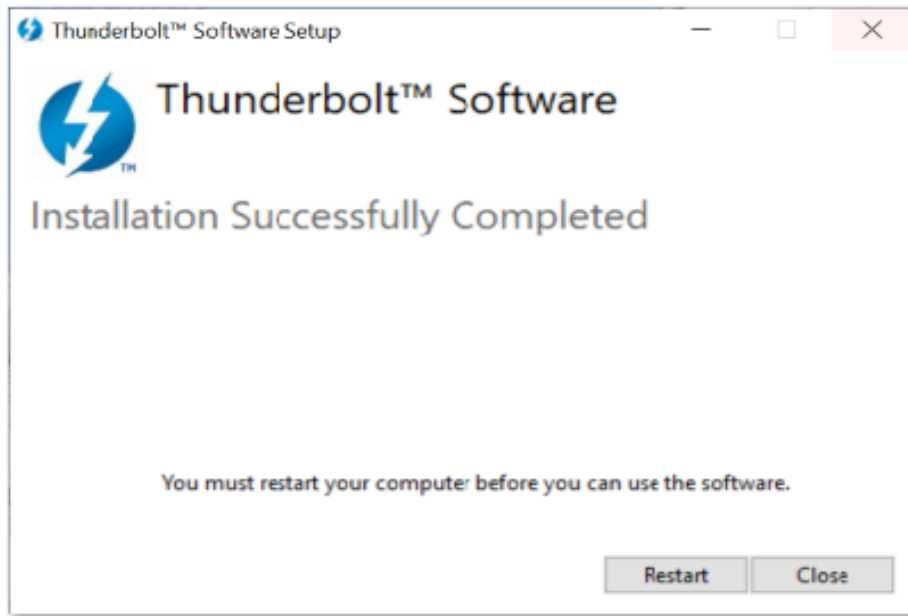 Thunderbolt™ Software Setup
Thunderbolt™ Software
TM
Installation Successfully Completed
You must restart your computer before you can use the software.
Restart Close